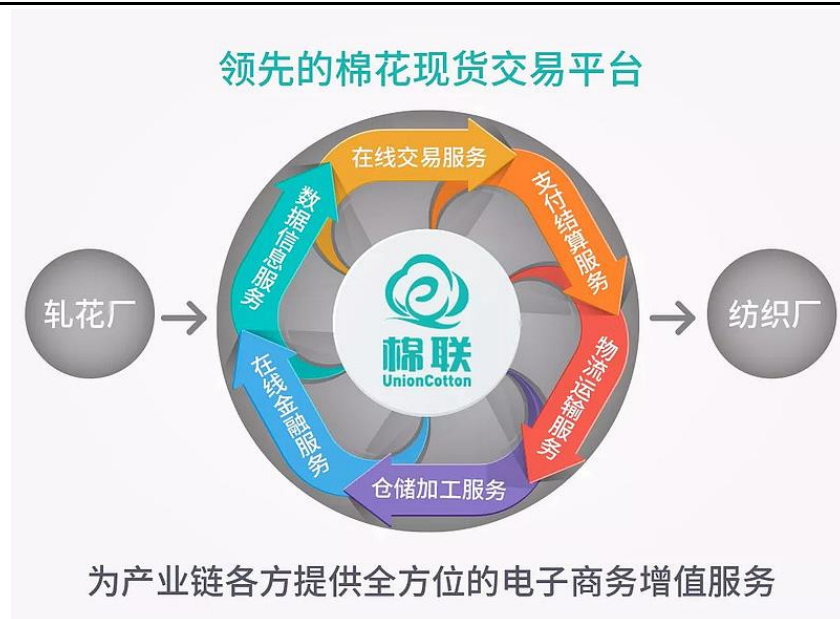 领先的棉花现货交易平台
在线交易服务
支付结算服务
物流运输服务
仓储加工服务
在线金融服务
数据信息服务
轧花厂
棉联
UnionCotton
纺织厂
为产业链各方提供全方位的电子商务增值服务